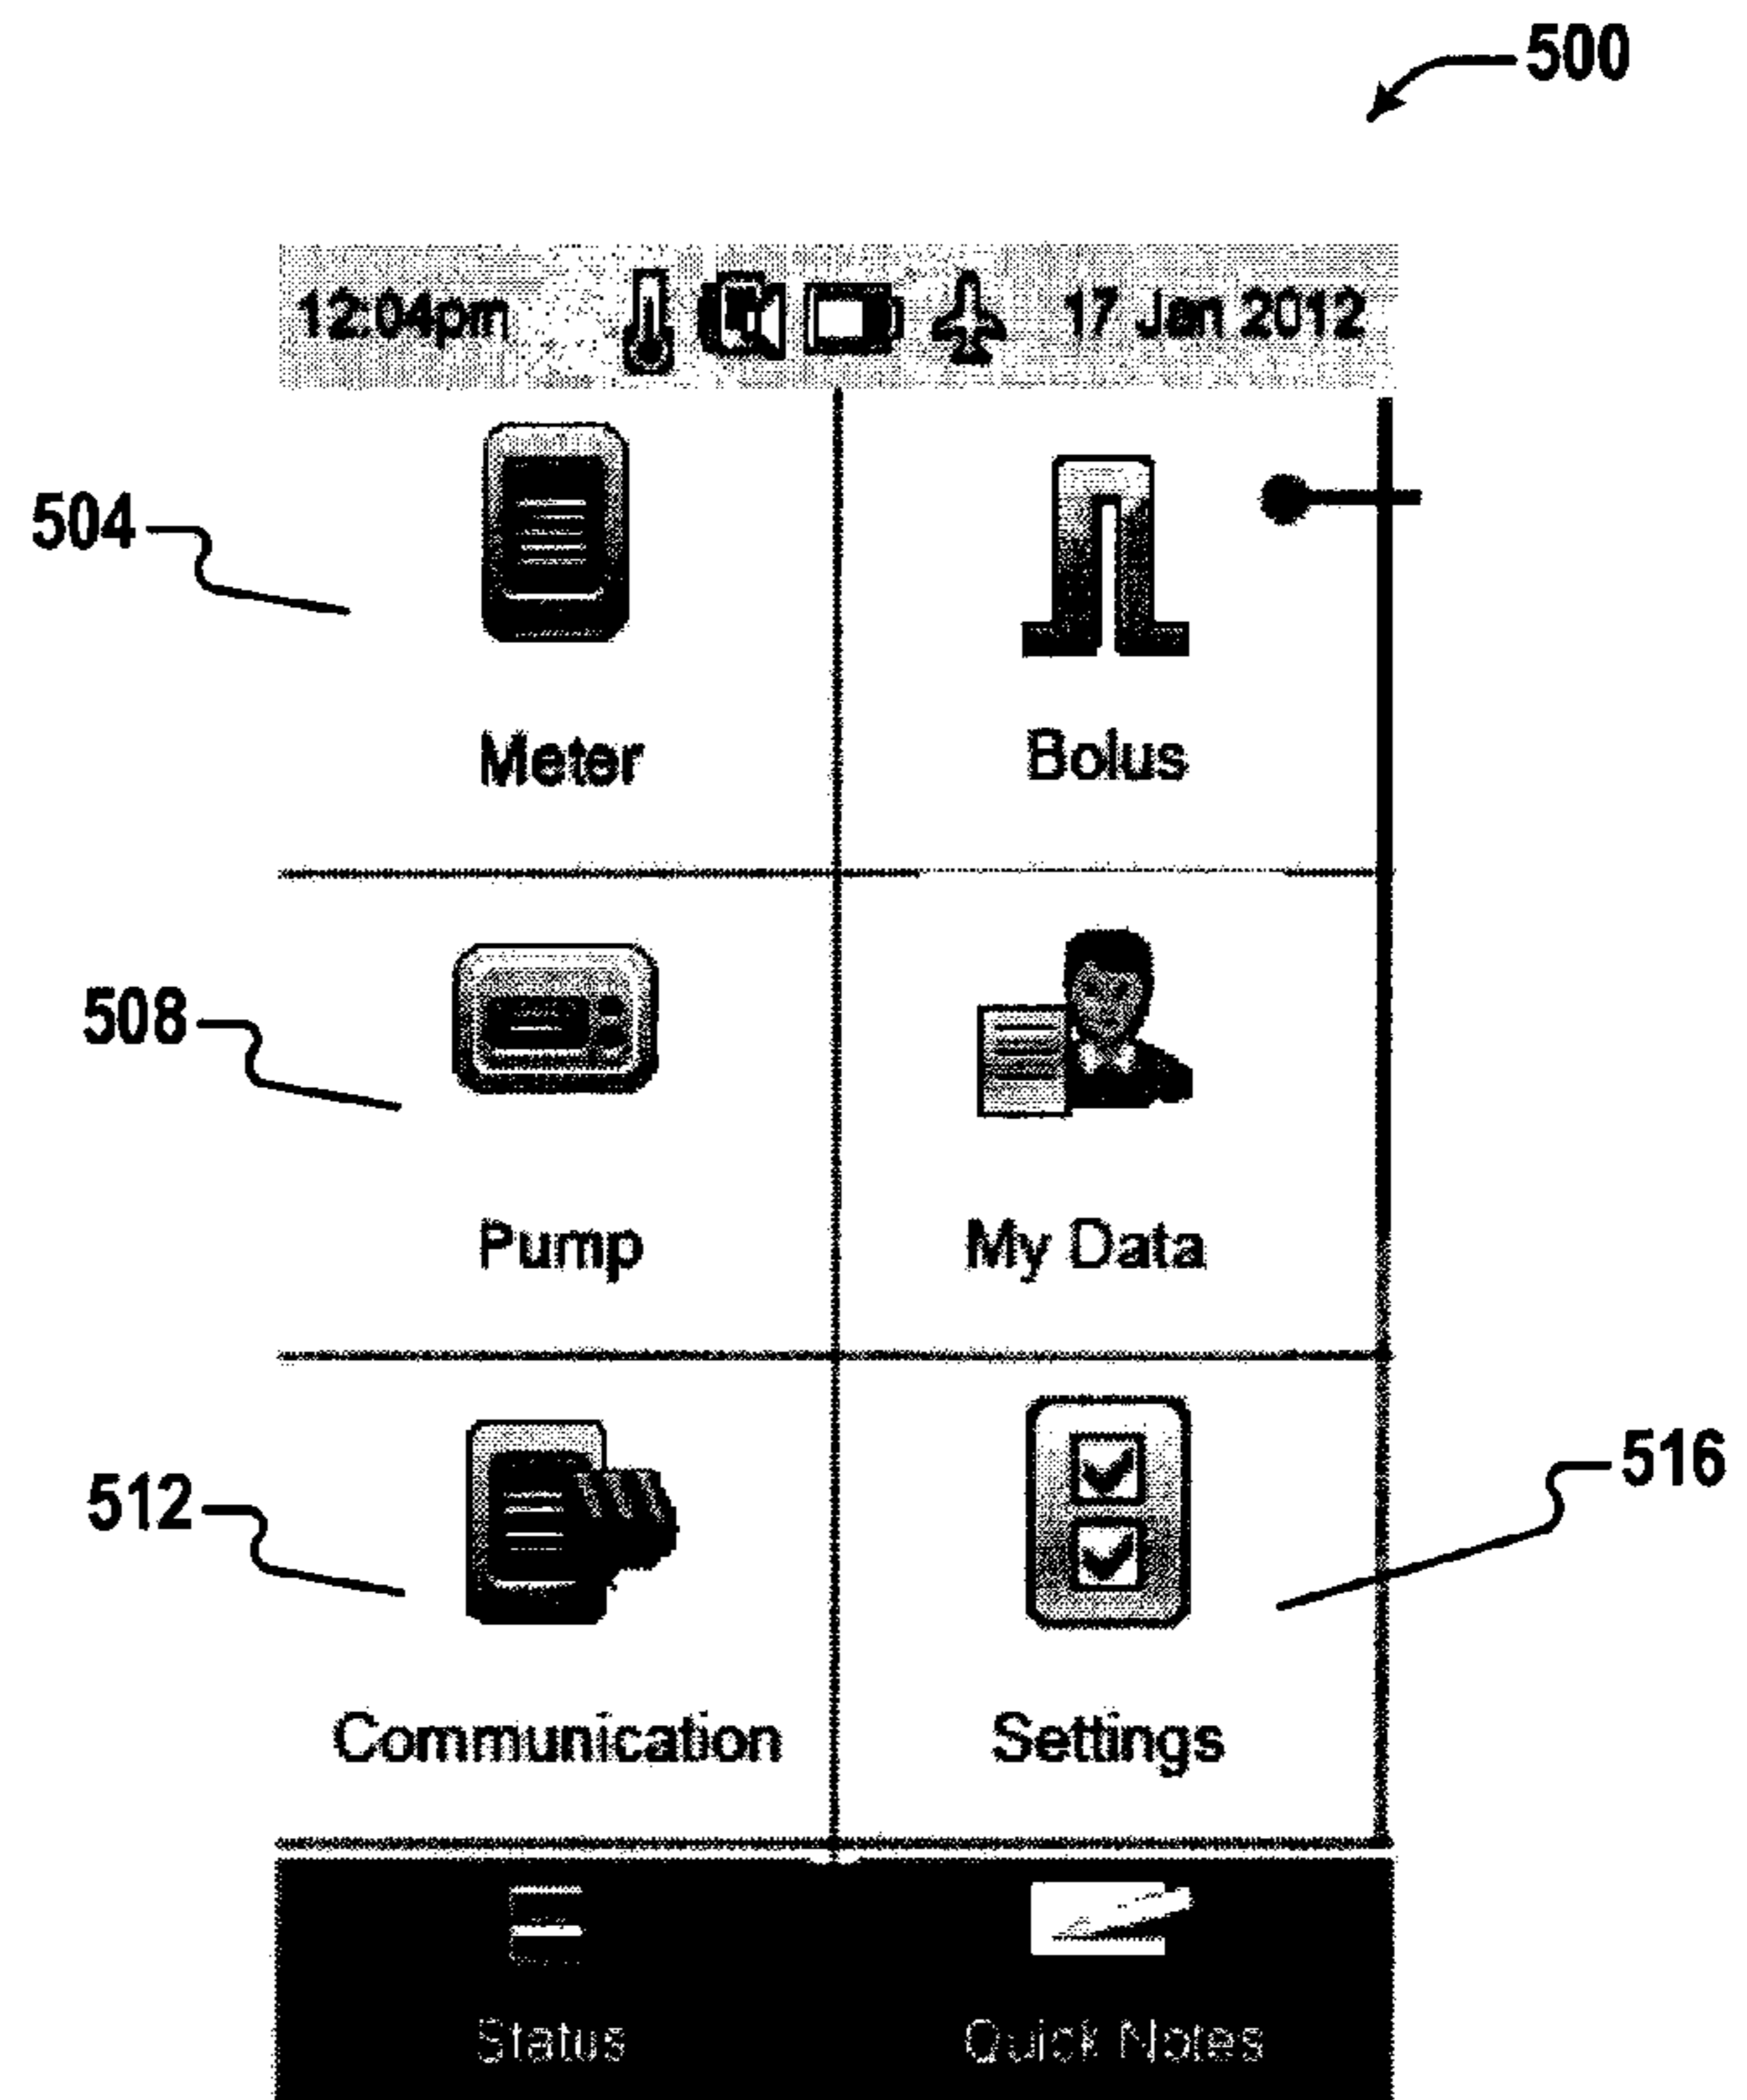 500
12:04pm 17 Jan 2012
504
Meter Bolus
508
Pump My Data
512 516
Communication Settings
Status Quick Notes